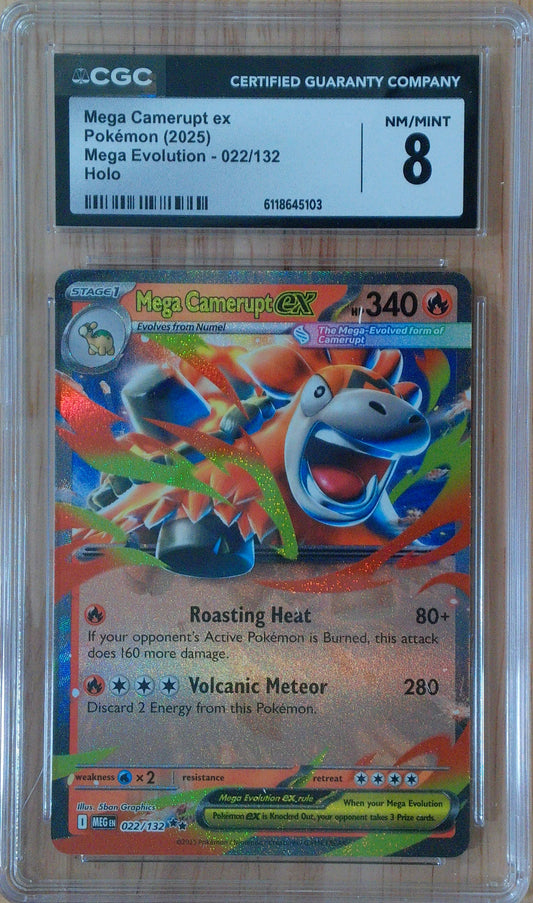 CGC
CERTIFIED GUARANTY COMPANY
Mega Camerupt ex
Pokémon (2025)
Mega Evolution - 022/132
Holo
NM/MINT
8
6118645103
STAGE 1
Mega Camerupt ex
HP 340
Evolves from Numel
The Mega-Evolved form of
Camerupt
Roasting Heat 80+
If your opponent's Active Pokémon is Burned, this attack
does 160 more damage.
Volcanic Meteor 280
Discard 2 Energy from this Pokémon.
weakness ×2 resistance retreat
Illus. 5ban Graphics
Mega Evolution ex rule
When your Mega Evolution
Pokémon ex is Knocked Out, your opponent takes 3 Prize cards.
I MEG EN 022/132
©2025 Pokémon